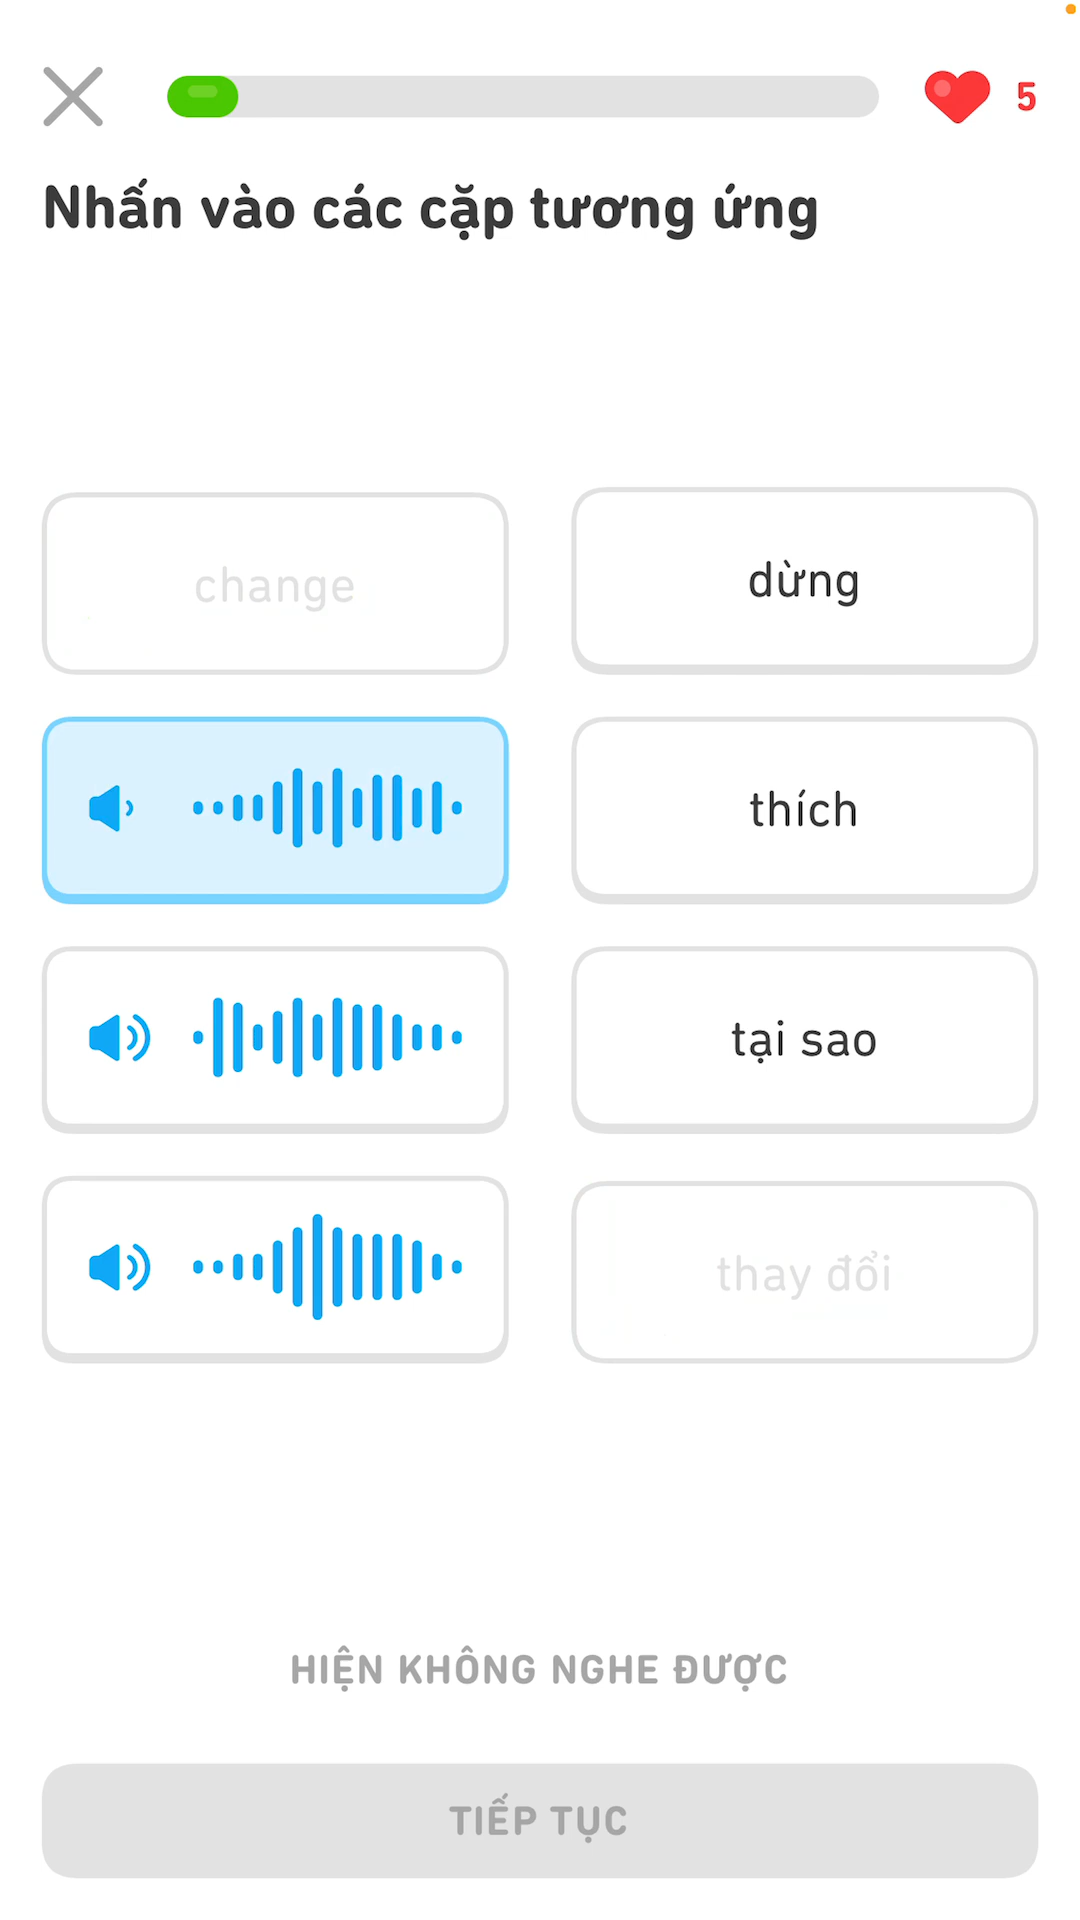 5
Nhấn vào các cặp tương ứng
change
dừng
thích
tại sao
thay đổi
HIỆN KHÔNG NGHE ĐƯỢC
TIẾP TỤC